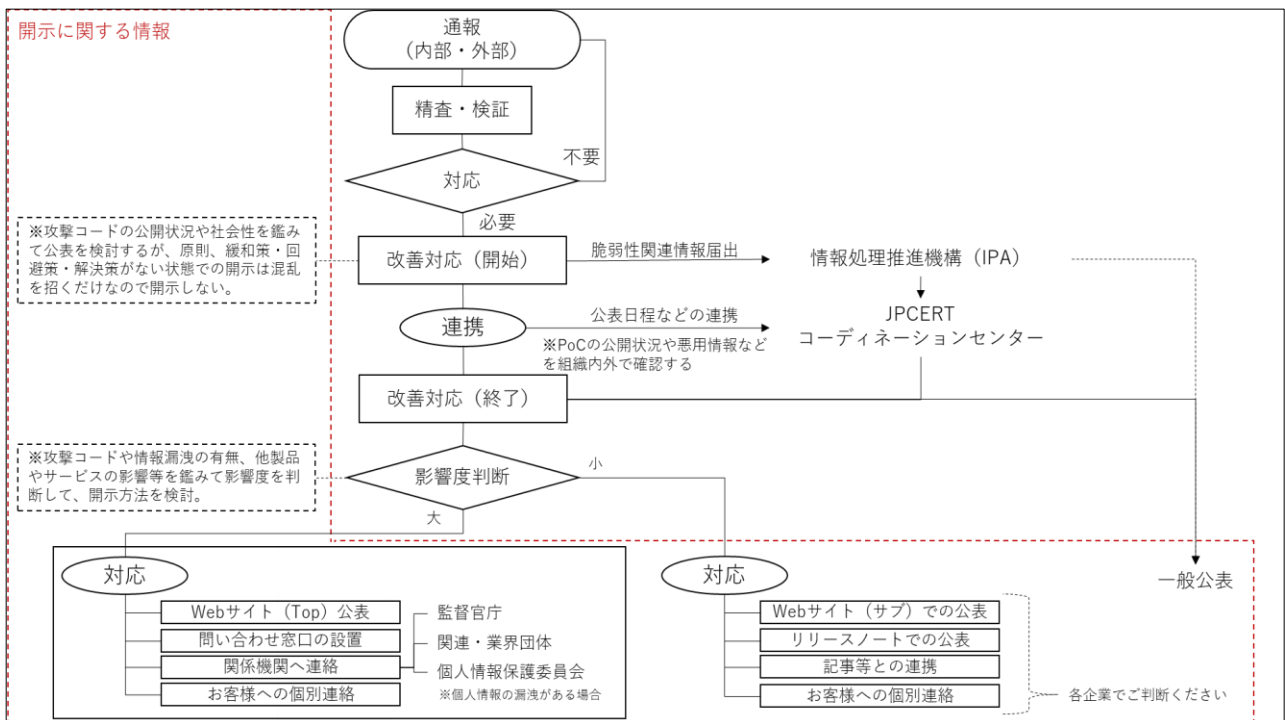 開示に関する情報
通報
（内部・外部）
精査・検証
不要
対応
必要
※攻撃コードの公開状況や社会性を鑑み
て公表を検討するが、原則、緩和策・回
避策・解決策がない状態での開示は混乱
を招くだけなので開示しない。
改善対応（開始）
脆弱性関連情報届出
情報処理推進機構（IPA）
連携
公表日程などの連携
※PoCの公開状況や悪用情報など
を組織内外で確認する
JPCERT
コーディネーションセンター
改善対応（終了）
※攻撃コードや情報漏洩の有無、他製品
やサービスの影響等を鑑みて影響度を判
断して、開示方法を検討。
影響度判断
小
大
対応
Webサイト（Top）公表
問い合わせ窓口の設置
関係機関へ連絡
お客様への個別連絡
監督官庁
関連・業界団体
個人情報保護委員会
※個人情報の漏洩がある場合
対応
Webサイト（サブ）での公表
リリースノートでの公表
記事等との連携
お客様への個別連絡
各企業でご判断ください
一般公表